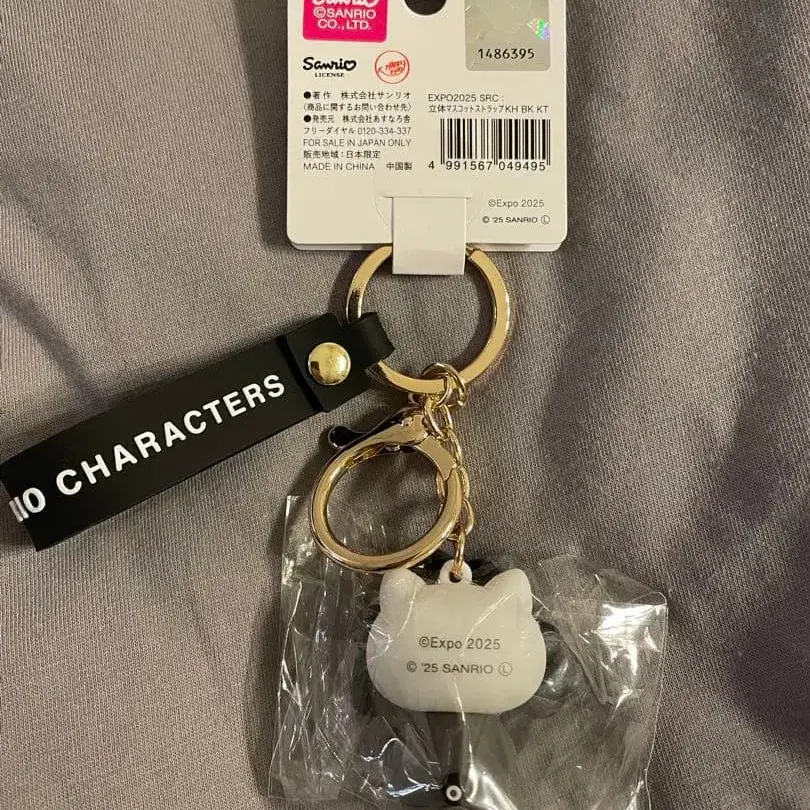 Sanrio
©SANRIO
CO., LTD.
1486395
Sanrio
LICENSE
●著作 株式会社サンリオ
(商品に関するお問い合わせ先)
●発売元 株式会社あすなろ舎
フリーダイヤル 0120-334-337
FOR SALE IN JAPAN ONLY
販売地域:日本限定
MADE IN CHINA 中国製
EXPO2025 SRC :
立体マスコットストラップKH BK KT
4 991567 049495
©Expo 2025
© '25 SANRIO Ⓛ
IO CHARACTERS
©Expo 2025
© '25 SANRIO Ⓛ